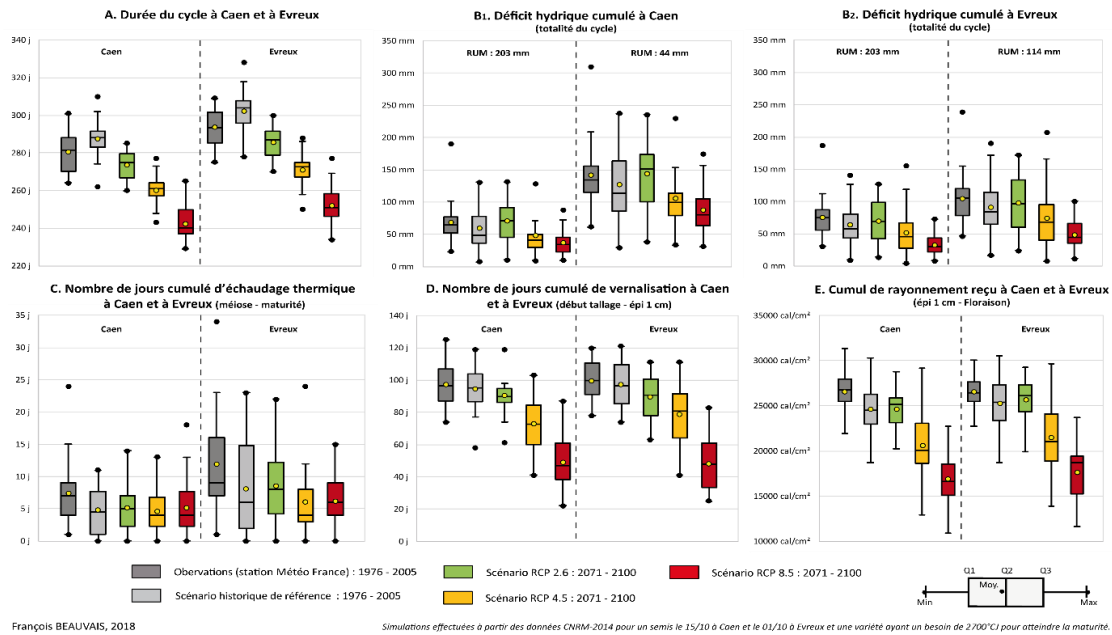 A. Durée du cycle à Caen et à Evreux
340 j
320 j
300 j
280 j
260 j
240 j
220 j
Caen
Evreux
B1. Déficit hydrique cumulé à Caen
(totalité du cycle)
350 mm
300 mm
250 mm
200 mm
150 mm
100 mm
50 mm
0 mm
RUM : 203 mm
RUM : 44 mm
B2. Déficit hydrique cumulé à Evreux
(totalité du cycle)
350 mm
300 mm
250 mm
200 mm
150 mm
100 mm
50 mm
0 mm
RUM : 203 mm
RUM : 114 mm
C. Nombre de jours cumulé d'échaudage thermique
à Caen et à Evreux (méiose - maturité)
35 j
30 j
25 j
20 j
15 j
10 j
5 j
0 j
Caen
Evreux
D. Nombre de jours cumulé de vernalisation à Caen
et à Evreux (début tallage - épi 1 cm)
140 j
120 j
100 j
80 j
60 j
40 j
20 j
0 j
Caen
Evreux
E. Cumul de rayonnement reçu à Caen et à Evreux
(épi 1 cm - Floraison)
35000 cal/cm²
30000 cal/cm²
25000 cal/cm²
20000 cal/cm²
15000 cal/cm²
10000 cal/cm²
Caen
Evreux
Obervations (station Météo France) : 1976 - 2005
Scénario historique de référence : 1976 - 2005
Scénario RCP 2.6 : 2071 - 2100
Scénario RCP 4.5 : 2071 - 2100
Scénario RCP 8.5 : 2071 - 2100
Q1 Q2 Q3
Moy.
Min Max
François BEAUVAIS, 2018
Simulations effectuées à partir des données CNRM-2014 pour un semis le 15/10 à Caen et le 01/10 à Evreux et une variété ayant un besoin de 2700°CJ pour atteindre la maturité.